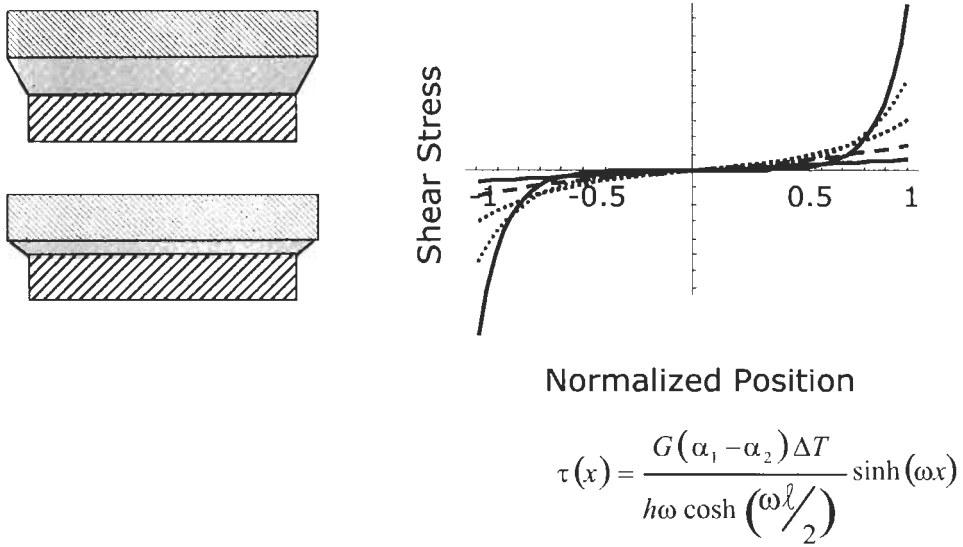 Shear Stress
-1
-0.5
0.5
1
Normalized Position
τ(x) = G(α₁ − α₂)ΔT / hω cosh (ωℓ/2) sinh (ωx)